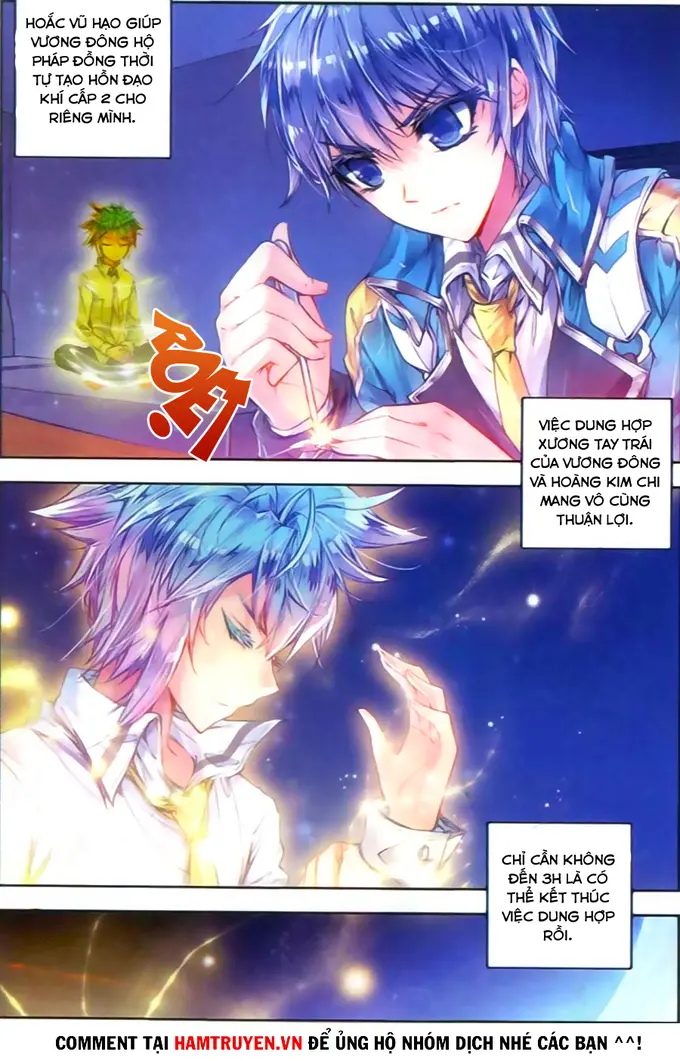 HOẮC VŨ HẠO GIÚP
VƯƠNG ĐÔNG HỘ
PHÁP ĐỒNG THỜI
TỰ TẠO HỒN ĐẠO
KHÍ CẤP 2 CHO
RIÊNG MÌNH.
ROẸT
VIỆC DUNG HỢP
XƯƠNG TAY TRÁI
CỦA VƯƠNG ĐÔNG
VÀ HOÀNG KIM CHI
MANG VÔ CÙNG
THUẬN LỢI.
CHỈ CẦN KHÔNG
ĐẾN 3H LÀ CÓ
THỂ KẾT THÚC
VIỆC DUNG HỢP
RỒI.
COMMENT TẠI HAMTRUYEN.VN ĐỂ ỦNG HỘ NHÓM DỊCH NHÉ CÁC BẠN ^^!